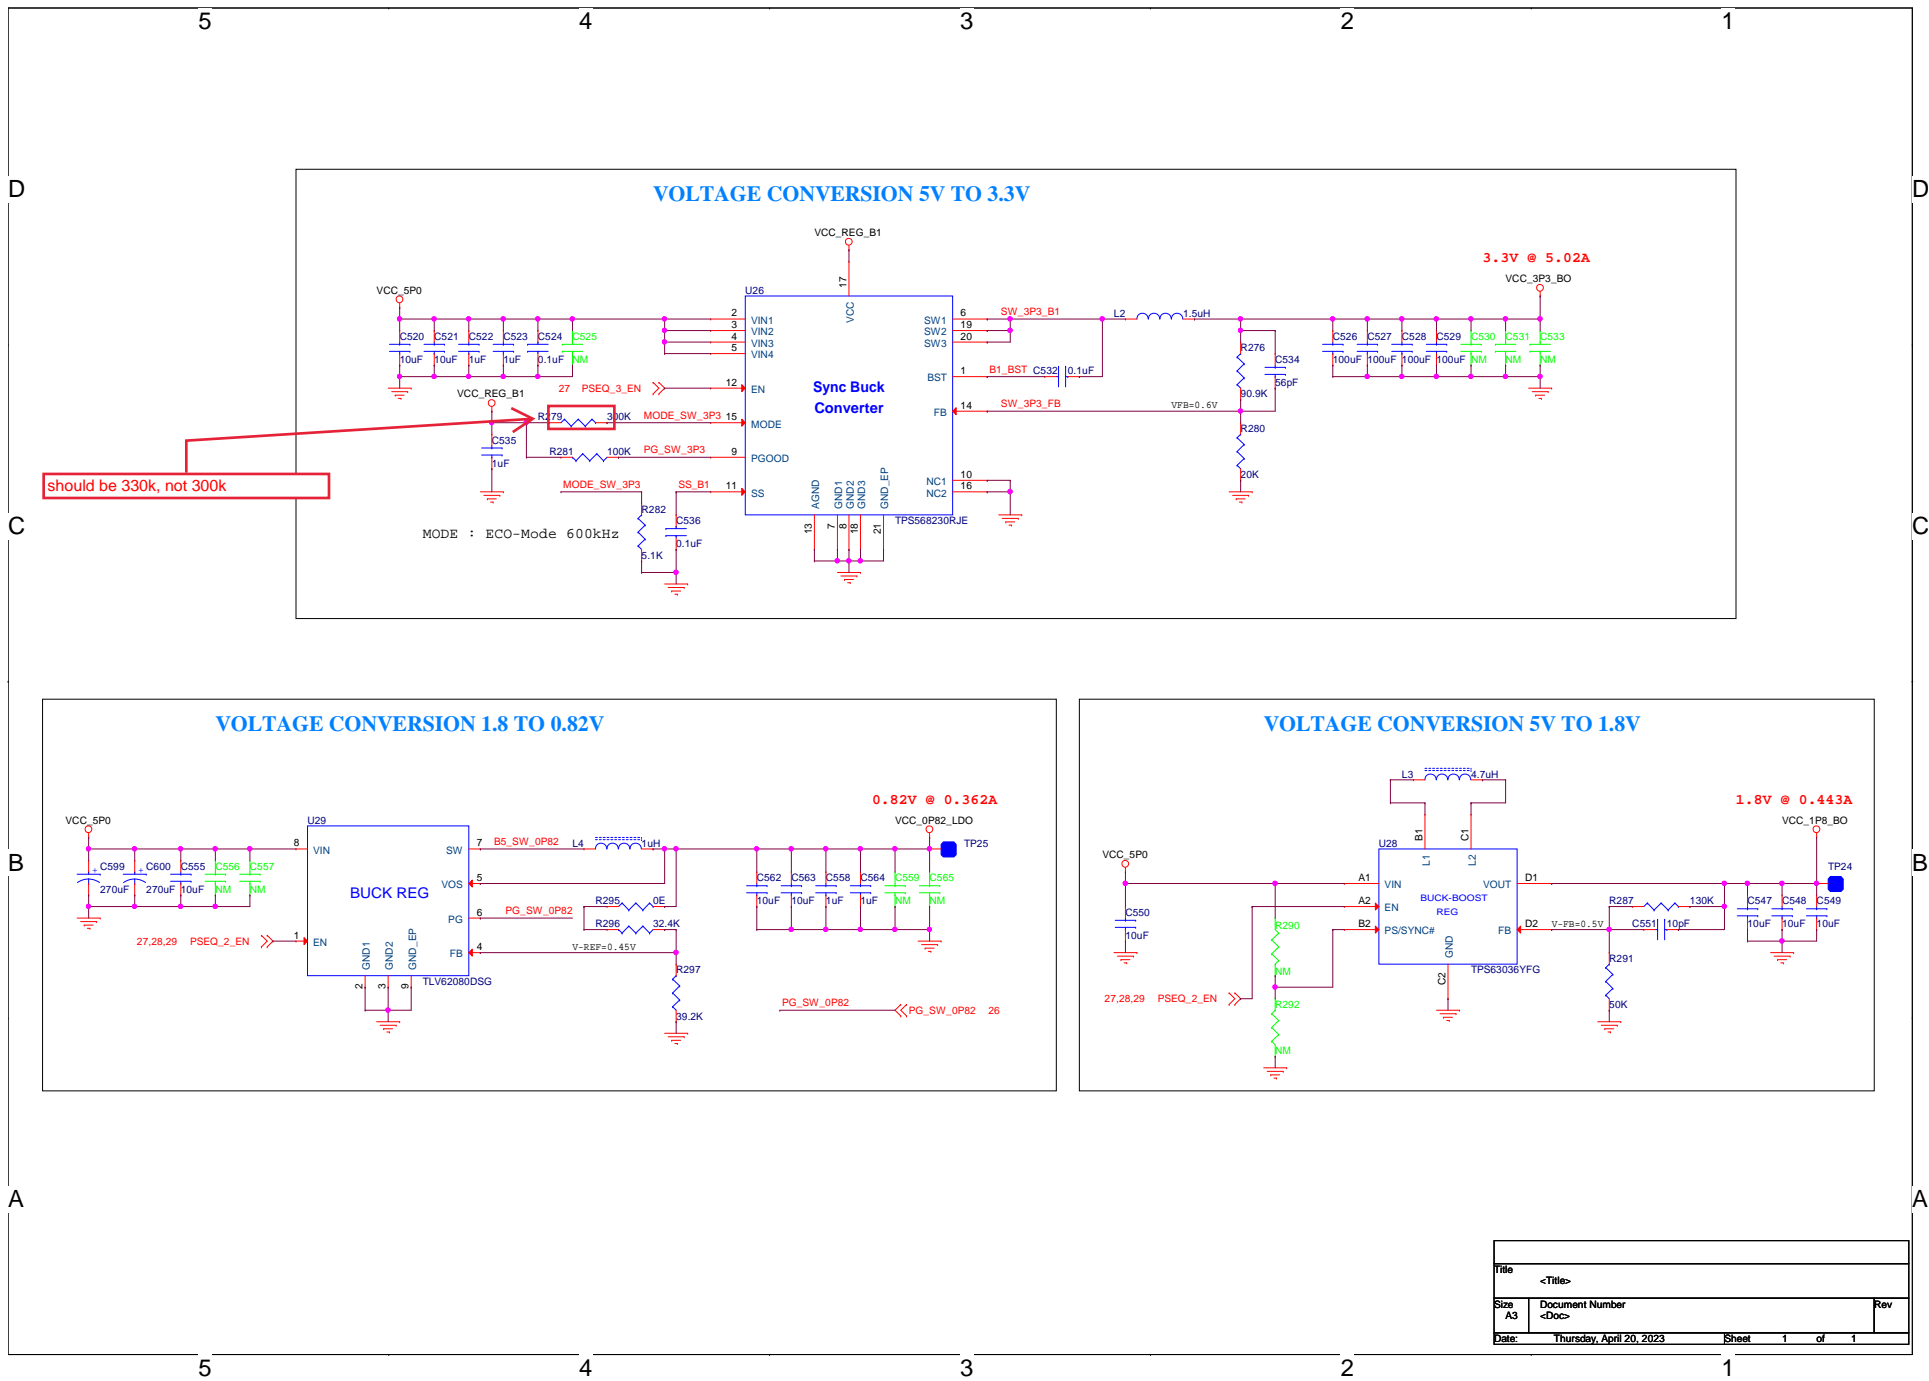 5 4 3 2 1
D D
VOLTAGE CONVERSION 5V TO 3.3V
VCC_REG_B1
3.3V @ 5.02A
VCC_3P3_BO
VCC_5P0
17
U26
VCC
2 VIN1
3 VIN2
4 VIN3
5 VIN4
SW1 6 SW_3P3_B1
SW2 19
SW3 20
L2 1.5uH
C520 10uF
C521 10uF
C522 1uF
C523 1uF
C524 0.1uF
C525 NM
C526 100uF
C527 100uF
C528 100uF
C529 100uF
C530 NM
C531 NM
C533 NM
R276 90.9K
C534 56pF
27 PSEQ_3_EN 12 EN
Sync Buck
Converter
BST 1 B1_BST C532 0.1uF
VCC_REG_B1
R279 300K MODE_SW_3P3 15 MODE
FB 14 SW_3P3_FB VFB=0.6V
C535 1uF
R281 100K PG_SW_3P3 9 PGOOD
R280 20K
should be 330k, not 300k
MODE_SW_3P3 SS_B1 11 SS
NC1 10
NC2 16
AGND GND1 GND2 GND3 GND_EP
13 7 8 18 21
TPS568230RJE
R282 5.1K
C536 0.1uF
MODE : ECO-Mode 600kHz
C C
VOLTAGE CONVERSION 1.8 TO 0.82V
0.82V @ 0.362A
VCC_0P82_LDO
VCC_5P0
U29
8 VIN
SW 7 B5_SW_0P82 L4 1uH
TP25
C599 270uF
C600 270uF
C555 10uF
C556 NM
C557 NM
BUCK REG
VOS 5
PG 6 PG_SW_0P82 R295 0E
R296 32.4K
FB 4 V-REF=0.45V
C562 10uF
C563 10uF
C558 1uF
C564 1uF
C559 NM
C565 NM
27,28,29 PSEQ_2_EN 1 EN
GND1 GND2 GND_EP
2 3 9
TLV62080DSG
R297 39.2K
PG_SW_0P82 PG_SW_0P82 26
VOLTAGE CONVERSION 5V TO 1.8V
L3 4.7uH
1.8V @ 0.443A
VCC_1P8_BO
B1 C1
U28
L1 L2
VCC_5P0
A1 VIN
A2 EN
B2 PS/SYNC#
BUCK-BOOST
REG
VOUT D1
TP24
FB D2 V-FB=0.5V
GND
C2
TPS63036YFG
C550 10uF
R290 NM
R292 NM
R287 130K
C551 10pF
R291 50K
C547 10uF
C548 10uF
C549 10uF
27,28,29 PSEQ_2_EN
B B
A A
Title
<Title>
Size A3
Document Number
<Doc>
Rev
Date: Thursday, April 20, 2023 Sheet 1 of 1
5 4 3 2 1